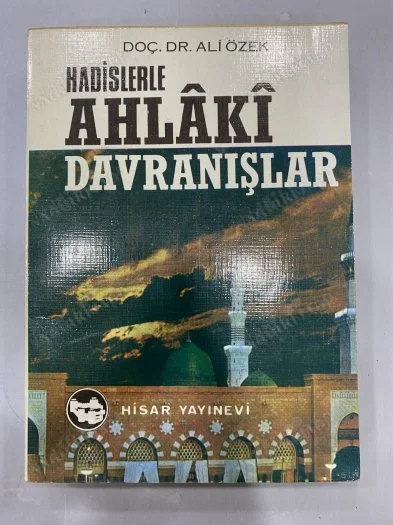 DOÇ. DR. ALİ ÖZEK
HADİSLERLE
AHLÂKÎ
DAVRANIŞLAR
HİSAR YAYINEVİ